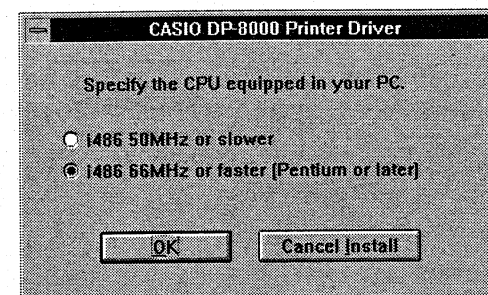 CASIO DP-8000 Printer Driver
Specify the CPU equipped in your PC.
i486 50MHz or slower
i486 66MHz or faster [Pentium or later]
OK
Cancel Install